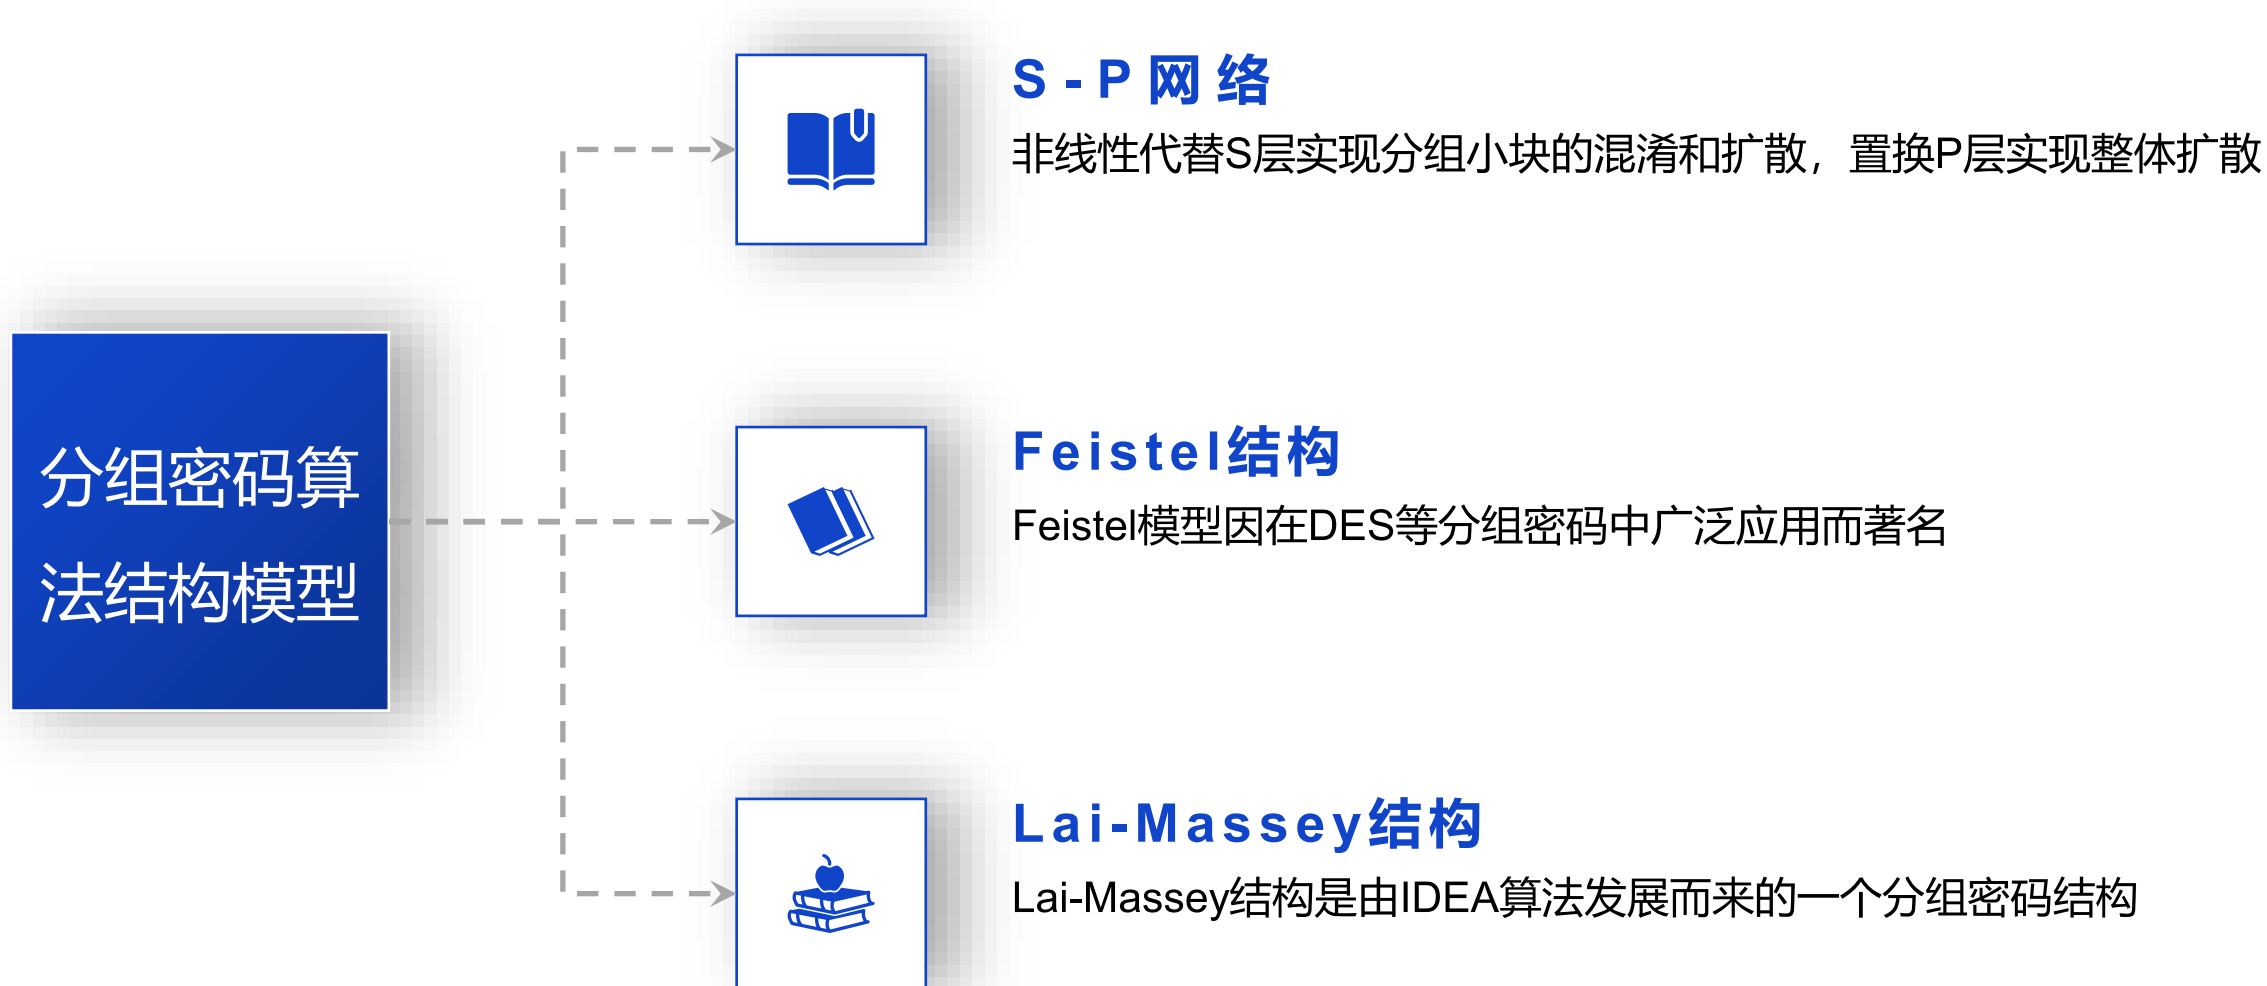 分组密码算
法结构模型
S-P网络
非线性代替S层实现分组小块的混淆和扩散，置换P层实现整体扩散
Feistel结构
Feistel模型因在DES等分组密码中广泛应用而著名
Lai-Massey结构
Lai-Massey结构是由IDEA算法发展而来的一个分组密码结构